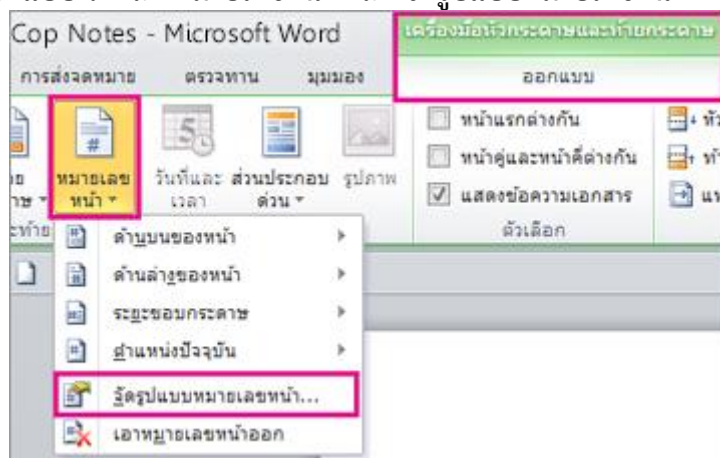 Cop Notes - Microsoft Word
เครื่องมือหัวกระดาษและท้ายกระดาษ
การส่งจดหมาย ตรวจทาน มุมมอง ออกแบบ
หมายเลข
หน้า
วันที่และ
เวลา
ส่วนประกอบ
ด่วน
รูปภาพ
หน้าแรกต่างกัน
หน้าคู่และหน้าคี่ต่างกัน
แสดงข้อความเอกสาร
ตัวเลือก
ด้านบนของหน้า
ด้านล่างของหน้า
ระยะขอบกระดาษ
ตำแหน่งปัจจุบัน
จัดรูปแบบหมายเลขหน้า...
เอาหมายเลขหน้าออก